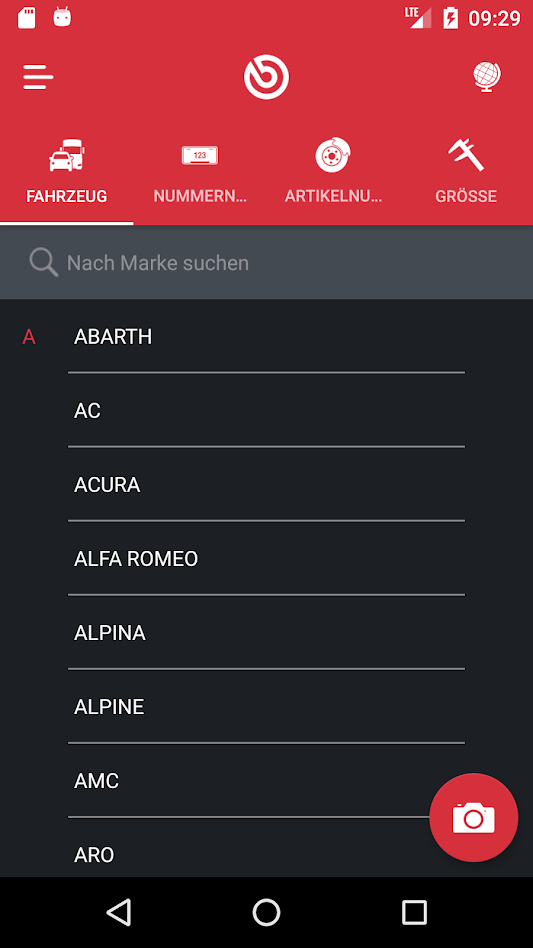 LTE 09:29
123
FAHRZEUG NUMMERN... ARTIKELNU... GRÖSSE
Nach Marke suchen
A ABARTH
AC
ACURA
ALFA ROMEO
ALPINA
ALPINE
AMC
ARO